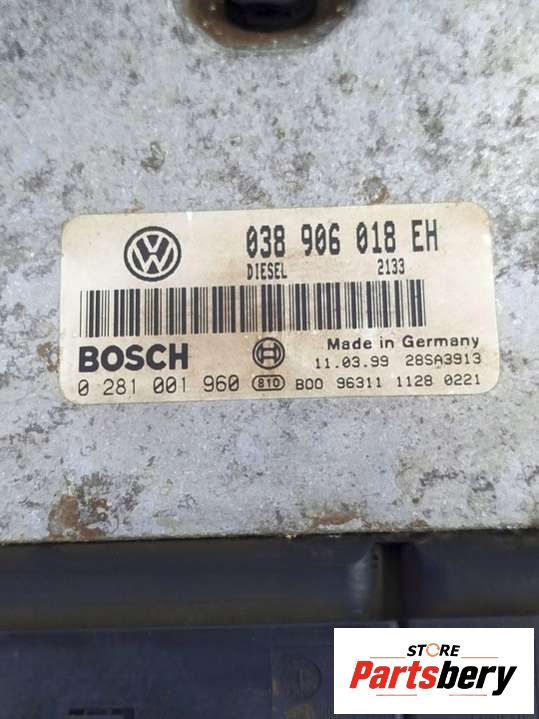 038 906 018 EH
DIESEL 2133
BOSCH
Made in Germany
11.03.99 28SA3913
0 281 001 960 810 B00 96311 1128 0221
STORE
Partsbery